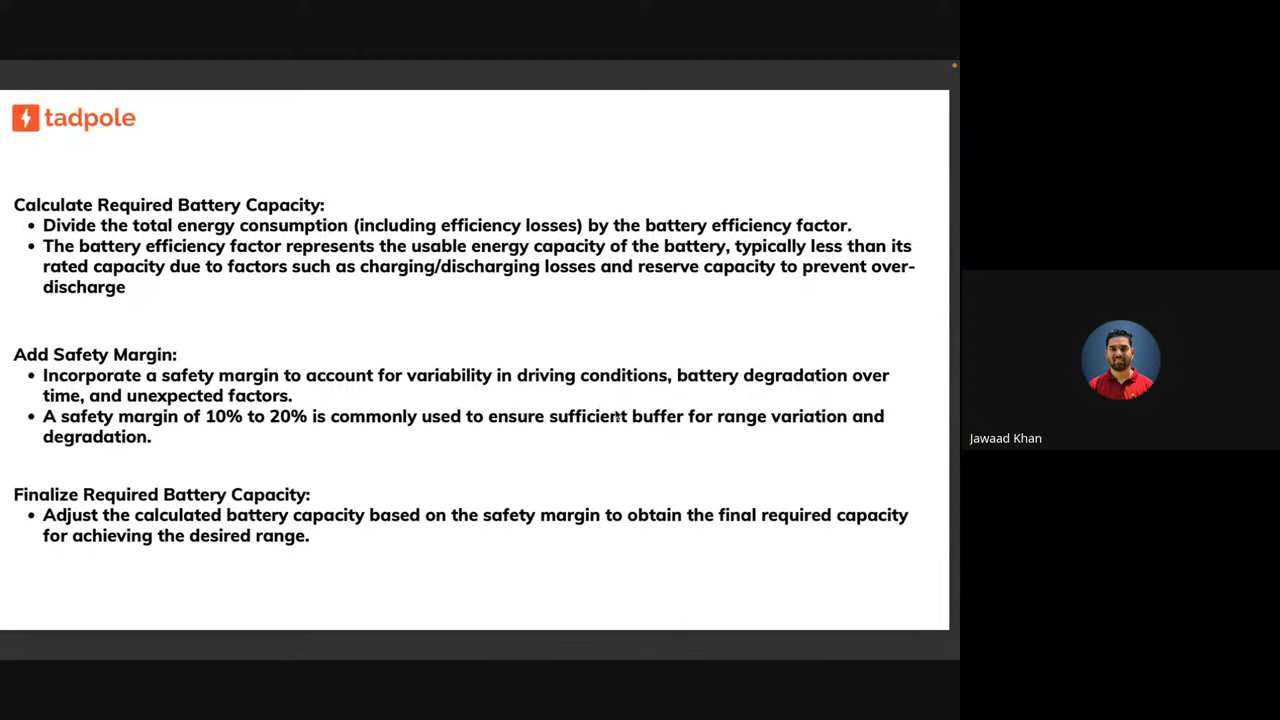 tadpole
Calculate Required Battery Capacity:
• Divide the total energy consumption (including efficiency losses) by the battery efficiency factor.
• The battery efficiency factor represents the usable energy capacity of the battery, typically less than its
rated capacity due to factors such as charging/discharging losses and reserve capacity to prevent over-
discharge
Add Safety Margin:
• Incorporate a safety margin to account for variability in driving conditions, battery degradation over
time, and unexpected factors.
• A safety margin of 10% to 20% is commonly used to ensure sufficient buffer for range variation and
degradation.
Finalize Required Battery Capacity:
• Adjust the calculated battery capacity based on the safety margin to obtain the final required capacity
for achieving the desired range.
Jawaad Khan